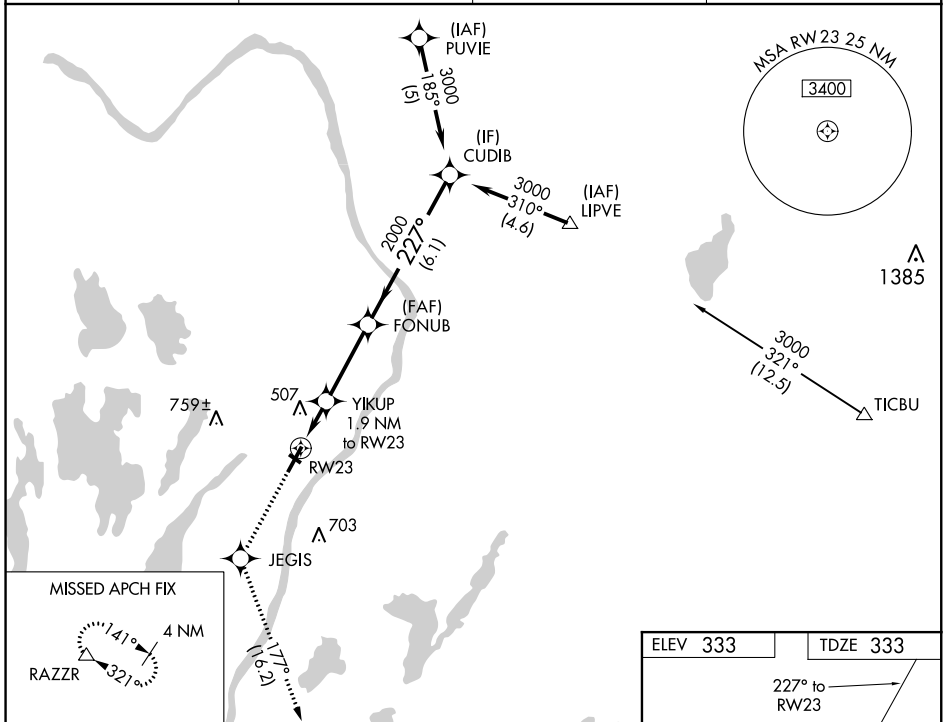 (IAF)
PUVIE
3000
185°
(5)
(IF)
CUDIB
3000
310°
(4.6)
(IAF)
LIPVE
MSA RW23 25 NM
3400
2000
227°
(6.1)
1385
(FAF)
FONUB
3000
321°
(12.5)
TICBU
759±
507
YIKUP
1.9 NM
to RW23
RW23
703
JEGIS
177°
(16.2)
MISSED APCH FIX
141°
4 NM
321°
RAZZR
ELEV 333
TDZE 333
227° to
RW23